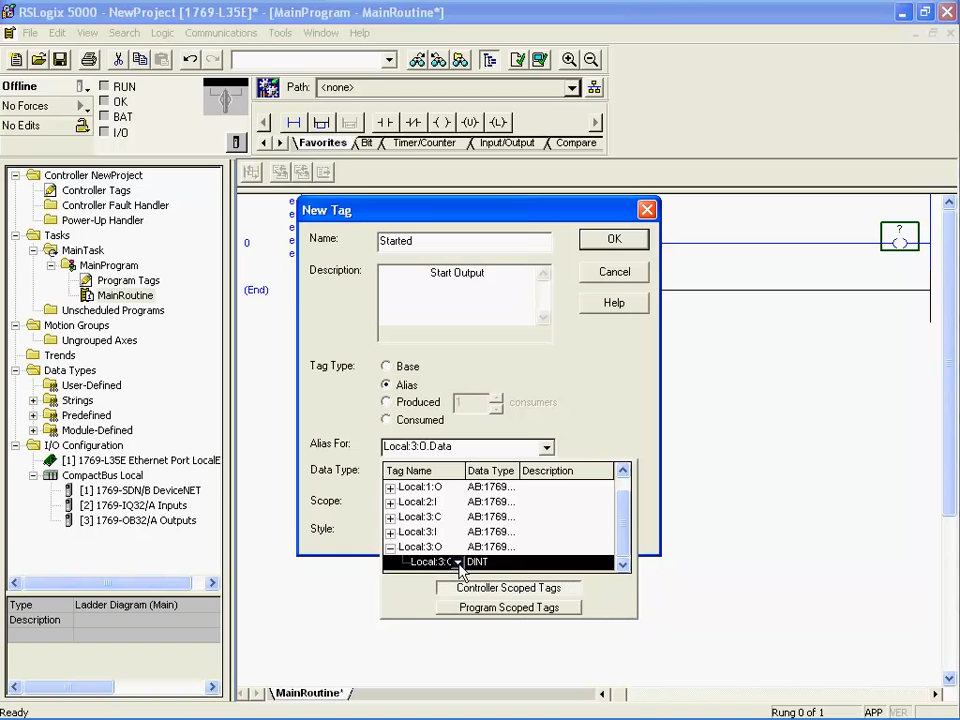 RSLogix 5000 - NewProject [1769-L35E]* - [MainProgram - MainRoutine*]
File Edit View Search Logic Communications Tools Window Help
Offline
RUN
No Forces
OK
No Edits
BAT
I/O
Path: <none>
Favorites Bit Timer/Counter Input/Output Compare
Controller NewProject
Controller Tags
Controller Fault Handler
Power-Up Handler
Tasks
MainTask
MainProgram
Program Tags
MainRoutine
Unscheduled Programs
Motion Groups
Ungrouped Axes
Trends
Data Types
User-Defined
Strings
Predefined
Module-Defined
I/O Configuration
[1] 1769-L35E Ethernet Port LocalE
CompactBus Local
[1] 1769-SDN/B DeviceNET
[2] 1769-IQ32/A Inputs
[3] 1769-OB32/A Outputs
Type Ladder Diagram (Main)
Description
e
e
e
e
e
0
(End)
?
New Tag
Name: Started
OK
Description: Start Output
Cancel
Help
Tag Type: Base
Alias
Produced 1 consumers
Consumed
Alias For: Local:3:O.Data
Data Type:
Scope:
Style:
Tag Name Data Type Description
Local:1:O AB:1769...
Local:2:I AB:1769...
Local:3:C AB:1769...
Local:3:I AB:1769...
Local:3:O AB:1769...
Local:3:O DINT
Controller Scoped Tags
Program Scoped Tags
MainRoutine*
Ready
Rung 0 of 1 APP VER